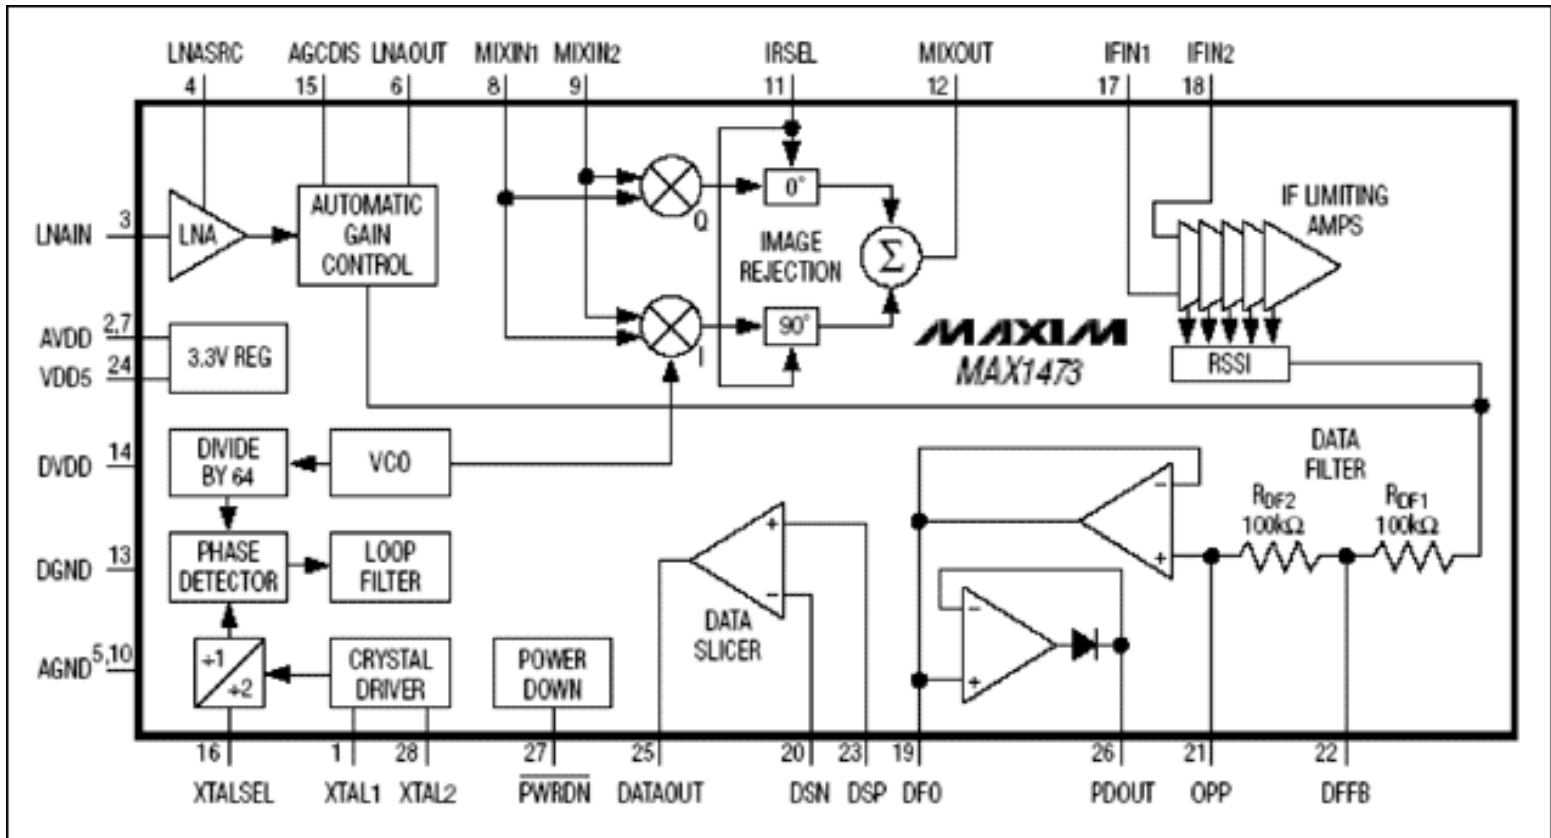 LNASRC AGCDIS LNAOUT MIXIN1 MIXIN2 IRSEL MIXOUT IFIN1 IFIN2
4 15 6 8 9 11 12 17 18
LNAIN 3
LNA
AUTOMATIC
GAIN
CONTROL
Q
0°
IMAGE
REJECTION
Σ
IF LIMITING
AMPS
AVDD 2,7
VDD5 24
3.3V REG
I
90°
MAXIM
MAX1473
RSSI
DVDD 14
DIVIDE
BY 64
VCO
DATA
FILTER
RDF2
100kΩ
RDF1
100kΩ
− +
DGND 13
PHASE
DETECTOR
LOOP
FILTER
+ −
DATA
SLICER
− +
AGND 5,10
÷1
÷2
CRYSTAL
DRIVER
POWER
DOWN
16 1 28 27 25 20 23 19 26 21 22
XTALSEL XTAL1 XTAL2 PWRDN DATAOUT DSN DSP DFO PDOUT OPP DFFB